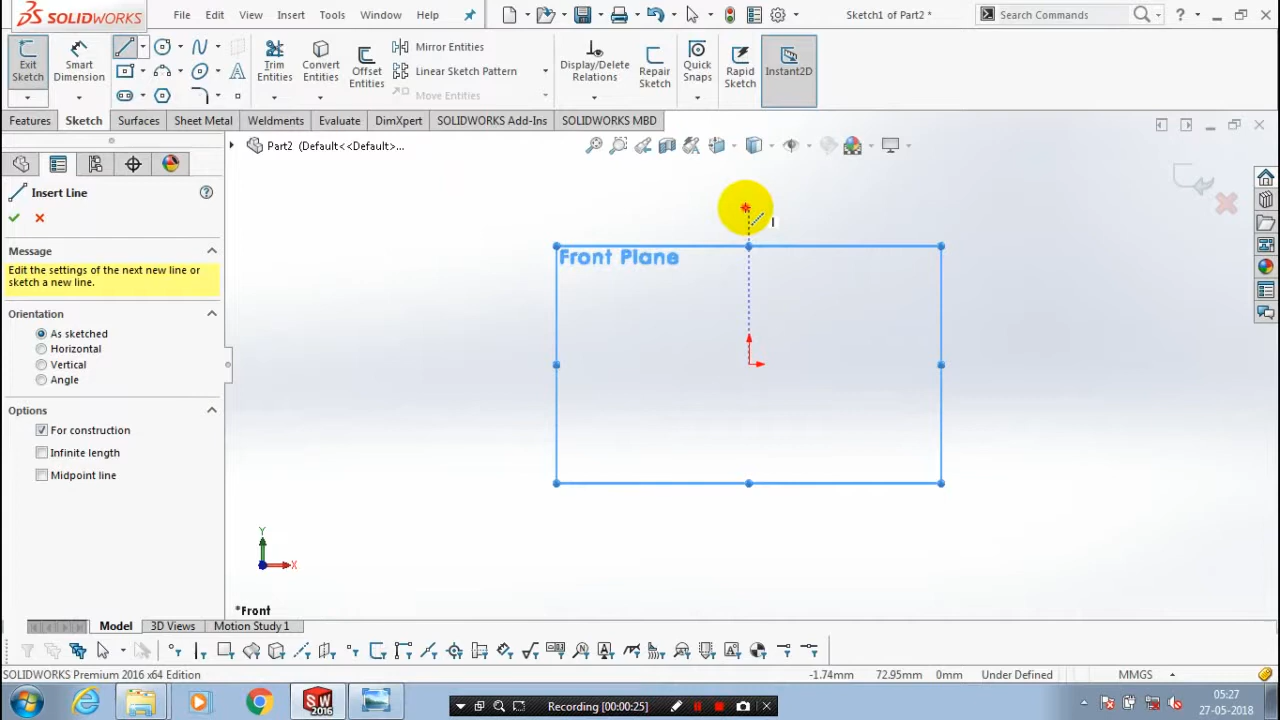 SOLIDWORKS File Edit View Insert Tools Window Help Sketch1 of Part2 * Search Commands ?
Exit Sketch Smart Dimension Trim Entities Convert Entities Offset Entities Mirror Entities Linear Sketch Pattern Move Entities Display/Delete Relations Repair Sketch Quick Snaps Rapid Sketch Instant2D
Features Sketch Surfaces Sheet Metal Weldments Evaluate DimXpert SOLIDWORKS Add-Ins SOLIDWORKS MBD
Part2 (Default<<Default>...
Insert Line
Message
Edit the settings of the next new line or
sketch a new line.
Orientation
As sketched
Horizontal
Vertical
Angle
Options
For construction
Infinite length
Midpoint line
Front Plane
Y
X
*Front
Model 3D Views Motion Study 1
SOLIDWORKS Premium 2016 x64 Edition -1.74mm 72.95mm 0mm Under Defined MMGS
SW 2016
Recording [00:00:25]
05:27
27-05-2018